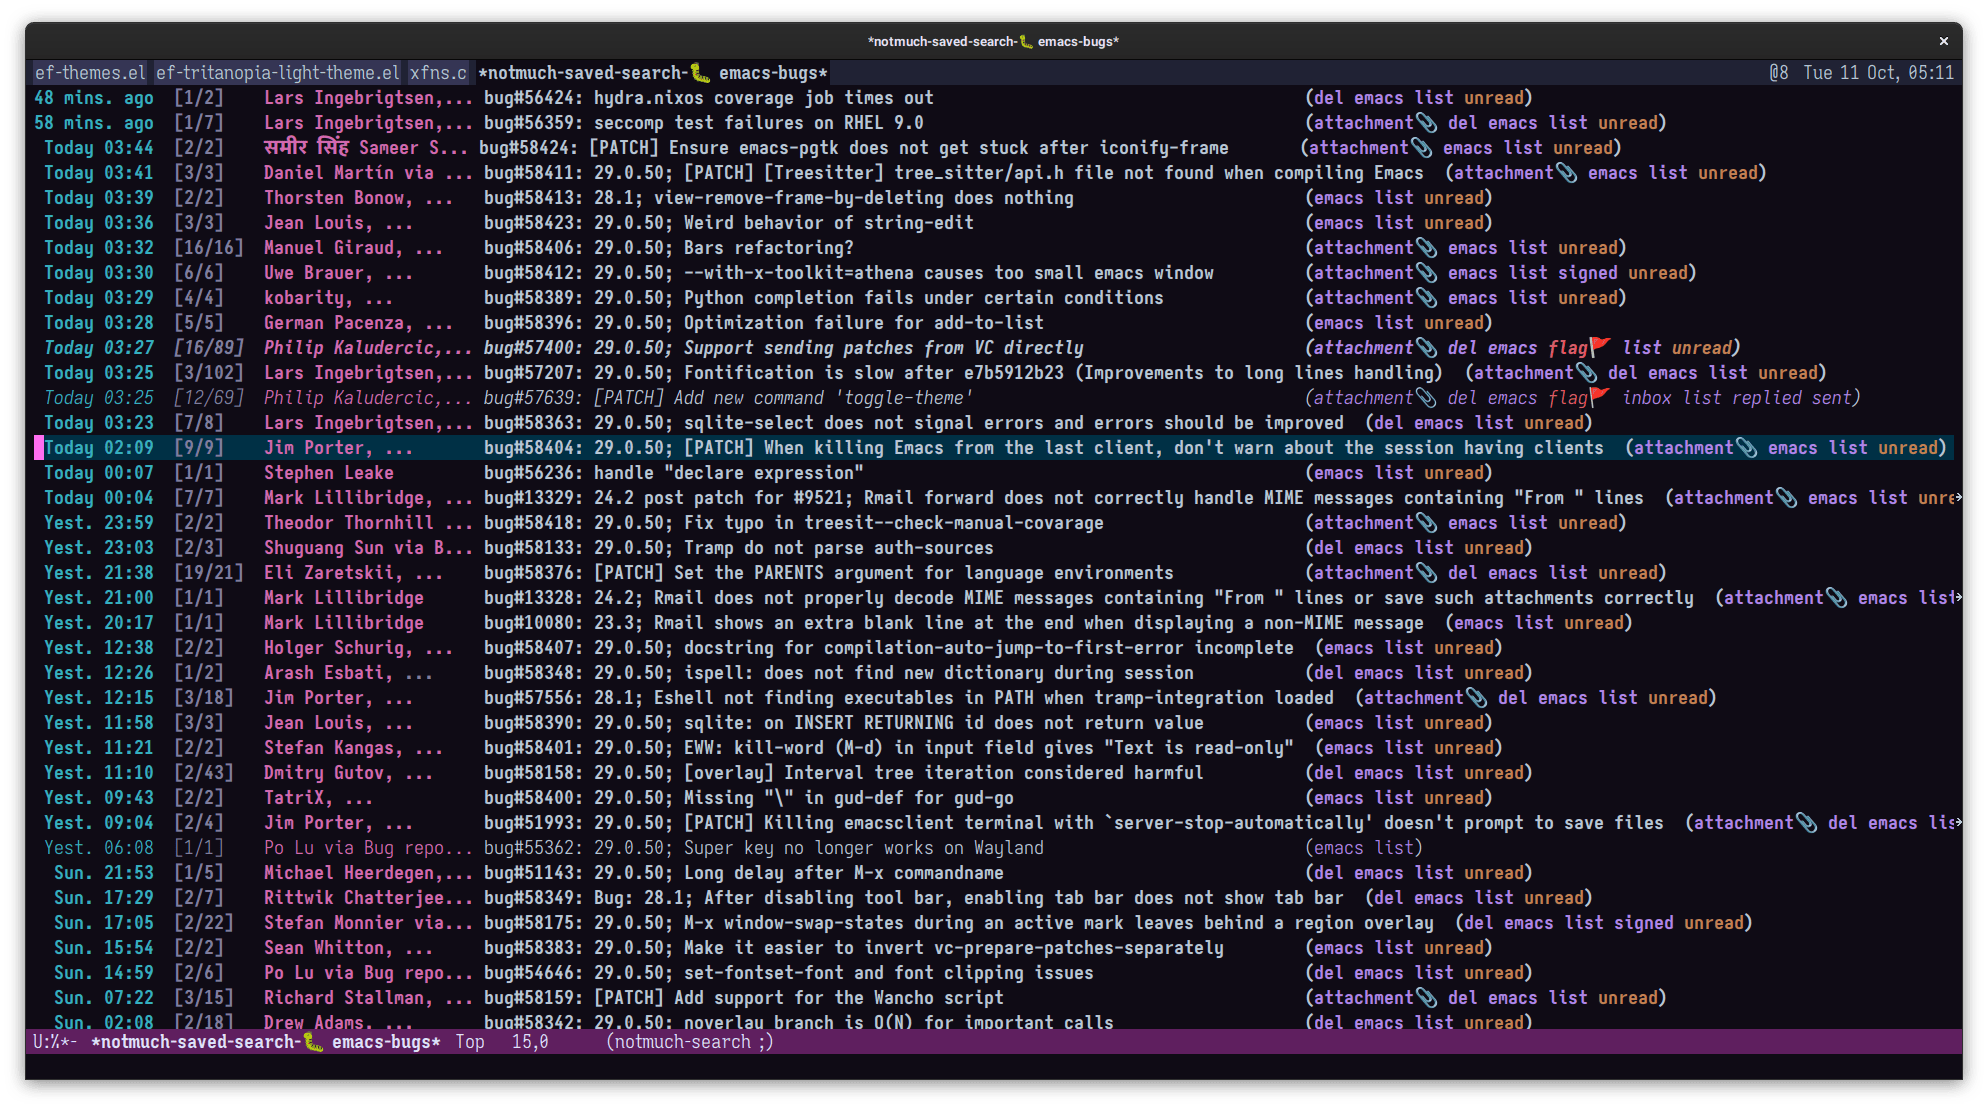 *notmuch-saved-search-🐛 emacs-bugs* ×
ef-themes.el ef-tritanopia-light-theme.el xfns.c *notmuch-saved-search-🐛 emacs-bugs* @8 Tue 11 Oct, 05:11
48 mins. ago [1/2] Lars Ingebrigtsen,... bug#56424: hydra.nixos coverage job times out (del emacs list unread)
58 mins. ago [1/7] Lars Ingebrigtsen,... bug#56359: seccomp test failures on RHEL 9.0 (attachment📎 del emacs list unread)
Today 03:44 [2/2] समीर सिंह Sameer S... bug#58424: [PATCH] Ensure emacs-pgtk does not get stuck after iconify-frame (attachment📎 emacs list unread)
Today 03:41 [3/3] Daniel Martín via ... bug#58411: 29.0.50; [PATCH] [Treesitter] tree_sitter/api.h file not found when compiling Emacs (attachment📎 emacs list unread)
Today 03:39 [2/2] Thorsten Bonow, ... bug#58413: 28.1; view-remove-frame-by-deleting does nothing (emacs list unread)
Today 03:36 [3/3] Jean Louis, ... bug#58423: 29.0.50; Weird behavior of string-edit (emacs list unread)
Today 03:32 [16/16] Manuel Giraud, ... bug#58406: 29.0.50; Bars refactoring? (attachment📎 emacs list unread)
Today 03:30 [6/6] Uwe Brauer, ... bug#58412: 29.0.50; --with-x-toolkit=athena causes too small emacs window (attachment📎 emacs list signed unread)
Today 03:29 [4/4] kobarity, ... bug#58389: 29.0.50; Python completion fails under certain conditions (attachment📎 emacs list unread)
Today 03:28 [5/5] German Pacenza, ... bug#58396: 29.0.50; Optimization failure for add-to-list (emacs list unread)
Today 03:27 [16/89] Philip Kaludercic,... bug#57400: 29.0.50; Support sending patches from VC directly (attachment📎 del emacs flag🚩 list unread)
Today 03:25 [3/102] Lars Ingebrigtsen,... bug#57207: 29.0.50; Fontification is slow after e7b5912b23 (Improvements to long lines handling) (attachment📎 del emacs list unread)
Today 03:25 [12/69] Philip Kaludercic,... bug#57639: [PATCH] Add new command 'toggle-theme' (attachment📎 del emacs flag🚩 inbox list replied sent)
Today 03:23 [7/8] Lars Ingebrigtsen,... bug#58363: 29.0.50; sqlite-select does not signal errors and errors should be improved (del emacs list unread)
Today 02:09 [9/9] Jim Porter, ... bug#58404: 29.0.50; [PATCH] When killing Emacs from the last client, don't warn about the session having clients (attachment📎 emacs list unread)
Today 00:07 [1/1] Stephen Leake bug#56236: handle "declare expression" (emacs list unread)
Today 00:04 [7/7] Mark Lillibridge, ... bug#13329: 24.2 post patch for #9521; Rmail forward does not correctly handle MIME messages containing "From " lines (attachment📎 emacs list unre
Yest. 23:59 [2/2] Theodor Thornhill ... bug#58418: 29.0.50; Fix typo in treesit--check-manual-covarage (attachment📎 emacs list unread)
Yest. 23:03 [2/3] Shuguang Sun via B... bug#58133: 29.0.50; Tramp do not parse auth-sources (del emacs list unread)
Yest. 21:38 [19/21] Eli Zaretskii, ... bug#58376: [PATCH] Set the PARENTS argument for language environments (attachment📎 del emacs list unread)
Yest. 21:00 [1/1] Mark Lillibridge bug#13328: 24.2; Rmail does not properly decode MIME messages containing "From " lines or save such attachments correctly (attachment📎 emacs list
Yest. 20:17 [1/1] Mark Lillibridge bug#10080: 23.3; Rmail shows an extra blank line at the end when displaying a non-MIME message (emacs list unread)
Yest. 12:38 [2/2] Holger Schurig, ... bug#58407: 29.0.50; docstring for compilation-auto-jump-to-first-error incomplete (emacs list unread)
Yest. 12:26 [1/2] Arash Esbati, ... bug#58348: 29.0.50; ispell: does not find new dictionary during session (del emacs list unread)
Yest. 12:15 [3/18] Jim Porter, ... bug#57556: 28.1; Eshell not finding executables in PATH when tramp-integration loaded (attachment📎 del emacs list unread)
Yest. 11:58 [3/3] Jean Louis, ... bug#58390: 29.0.50; sqlite: on INSERT RETURNING id does not return value (emacs list unread)
Yest. 11:21 [2/2] Stefan Kangas, ... bug#58401: 29.0.50; EWW: kill-word (M-d) in input field gives "Text is read-only" (emacs list unread)
Yest. 11:10 [2/43] Dmitry Gutov, ... bug#58158: 29.0.50; [overlay] Interval tree iteration considered harmful (del emacs list unread)
Yest. 09:43 [2/2] TatriX, ... bug#58400: 29.0.50; Missing "\" in gud-def for gud-go (emacs list unread)
Yest. 09:04 [2/4] Jim Porter, ... bug#51993: 29.0.50; [PATCH] Killing emacsclient terminal with `server-stop-automatically' doesn't prompt to save files (attachment📎 del emacs lis
Yest. 06:08 [1/1] Po Lu via Bug repo... bug#55362: 29.0.50; Super key no longer works on Wayland (emacs list)
Sun. 21:53 [1/5] Michael Heerdegen,... bug#51143: 29.0.50; Long delay after M-x commandname (del emacs list unread)
Sun. 17:29 [2/7] Rittwik Chatterjee... bug#58349: Bug: 28.1; After disabling tool bar, enabling tab bar does not show tab bar (del emacs list unread)
Sun. 17:05 [2/22] Stefan Monnier via... bug#58175: 29.0.50; M-x window-swap-states during an active mark leaves behind a region overlay (del emacs list signed unread)
Sun. 15:54 [2/2] Sean Whitton, ... bug#58383: 29.0.50; Make it easier to invert vc-prepare-patches-separately (emacs list unread)
Sun. 14:59 [2/6] Po Lu via Bug repo... bug#54646: 29.0.50; set-fontset-font and font clipping issues (del emacs list unread)
Sun. 07:22 [3/15] Richard Stallman, ... bug#58159: [PATCH] Add support for the Wancho script (attachment📎 del emacs list unread)
Sun. 02:08 [2/18] Drew Adams, ... bug#58342: 29.0.50; noverlay branch is O(N) for important calls (del emacs list unread)
U:%*- *notmuch-saved-search-🐛 emacs-bugs* Top 15,0 (notmuch-search ;)